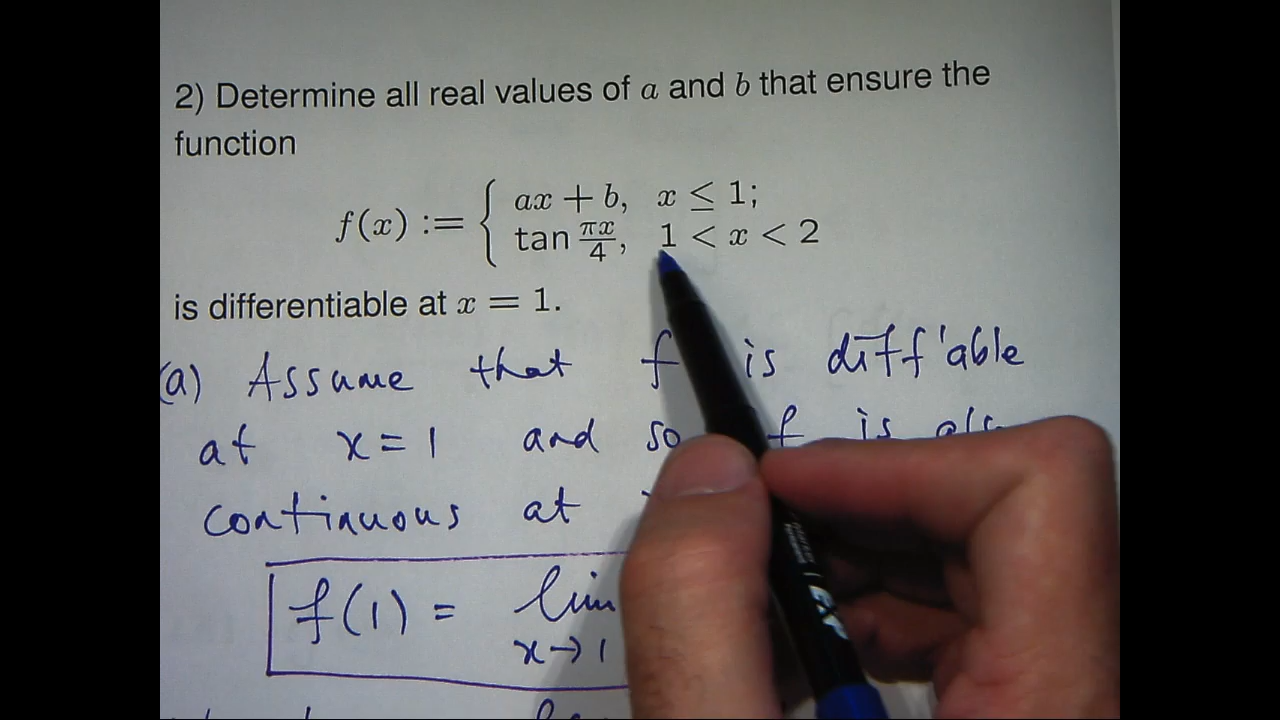 2) Determine all real values of a and b that ensure the
function
f(x) := { ax + b, x ≤ 1;
tan πx/4, 1 < x < 2
is differentiable at x = 1.
(a) Assume that f is diff'able
at x = 1 and so f is
continuous at
f(1) = lim
x→1